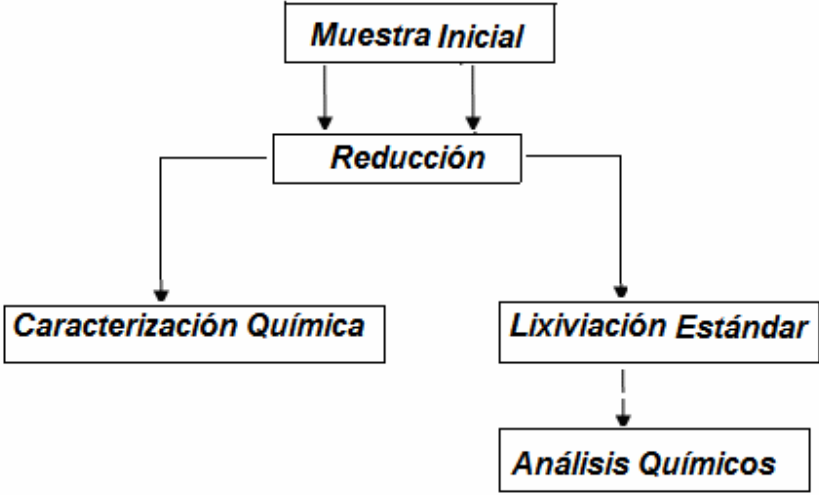 Muestra Inicial
Reducción
Caracterización Química
Lixiviación Estándar
Análisis Químicos